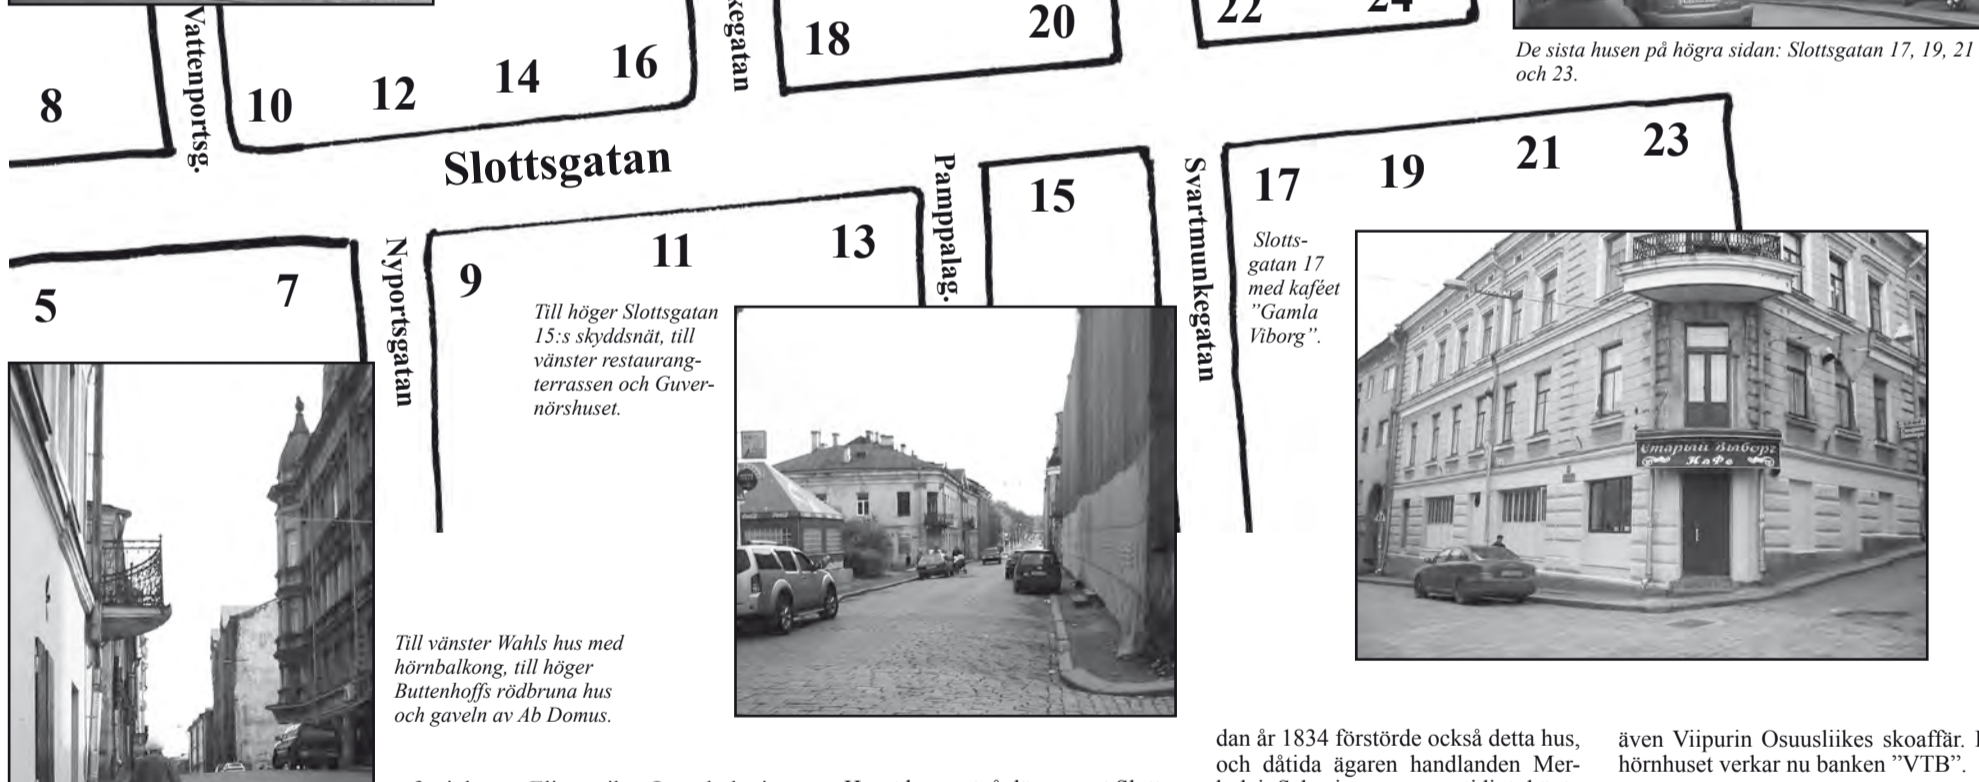 Vattenportsg.
kegatan
22
24
18
20
16
14
12
10
8
De sista husen på högra sidan: Slottsgatan 17, 19, 21
och 23.
Slottsgatan
Pamppalag.
15
Svartmunkegatan
17
19
21
23
Nyportsgatan
9
11
13
5
7
Slotts-
gatan 17
med kaféet
”Gamla
Viborg”.
Till höger Slottsgatan
15:s skyddsnät, till
vänster restaurang-
terrassen och Guver-
nörshuset.
Старый Выборг
Кафе
Till vänster Wahls hus med
hörnbalkong, till höger
Buttenhoffs rödbruna hus
och gaveln av Ab Domus.
dan år 1834 förstörde också detta hus,
och dåtida ägaren handlanden Mer-
även Viipurin Osuusliikes skoaffär. I
hörnhuset verkar nu banken ”VTB”.